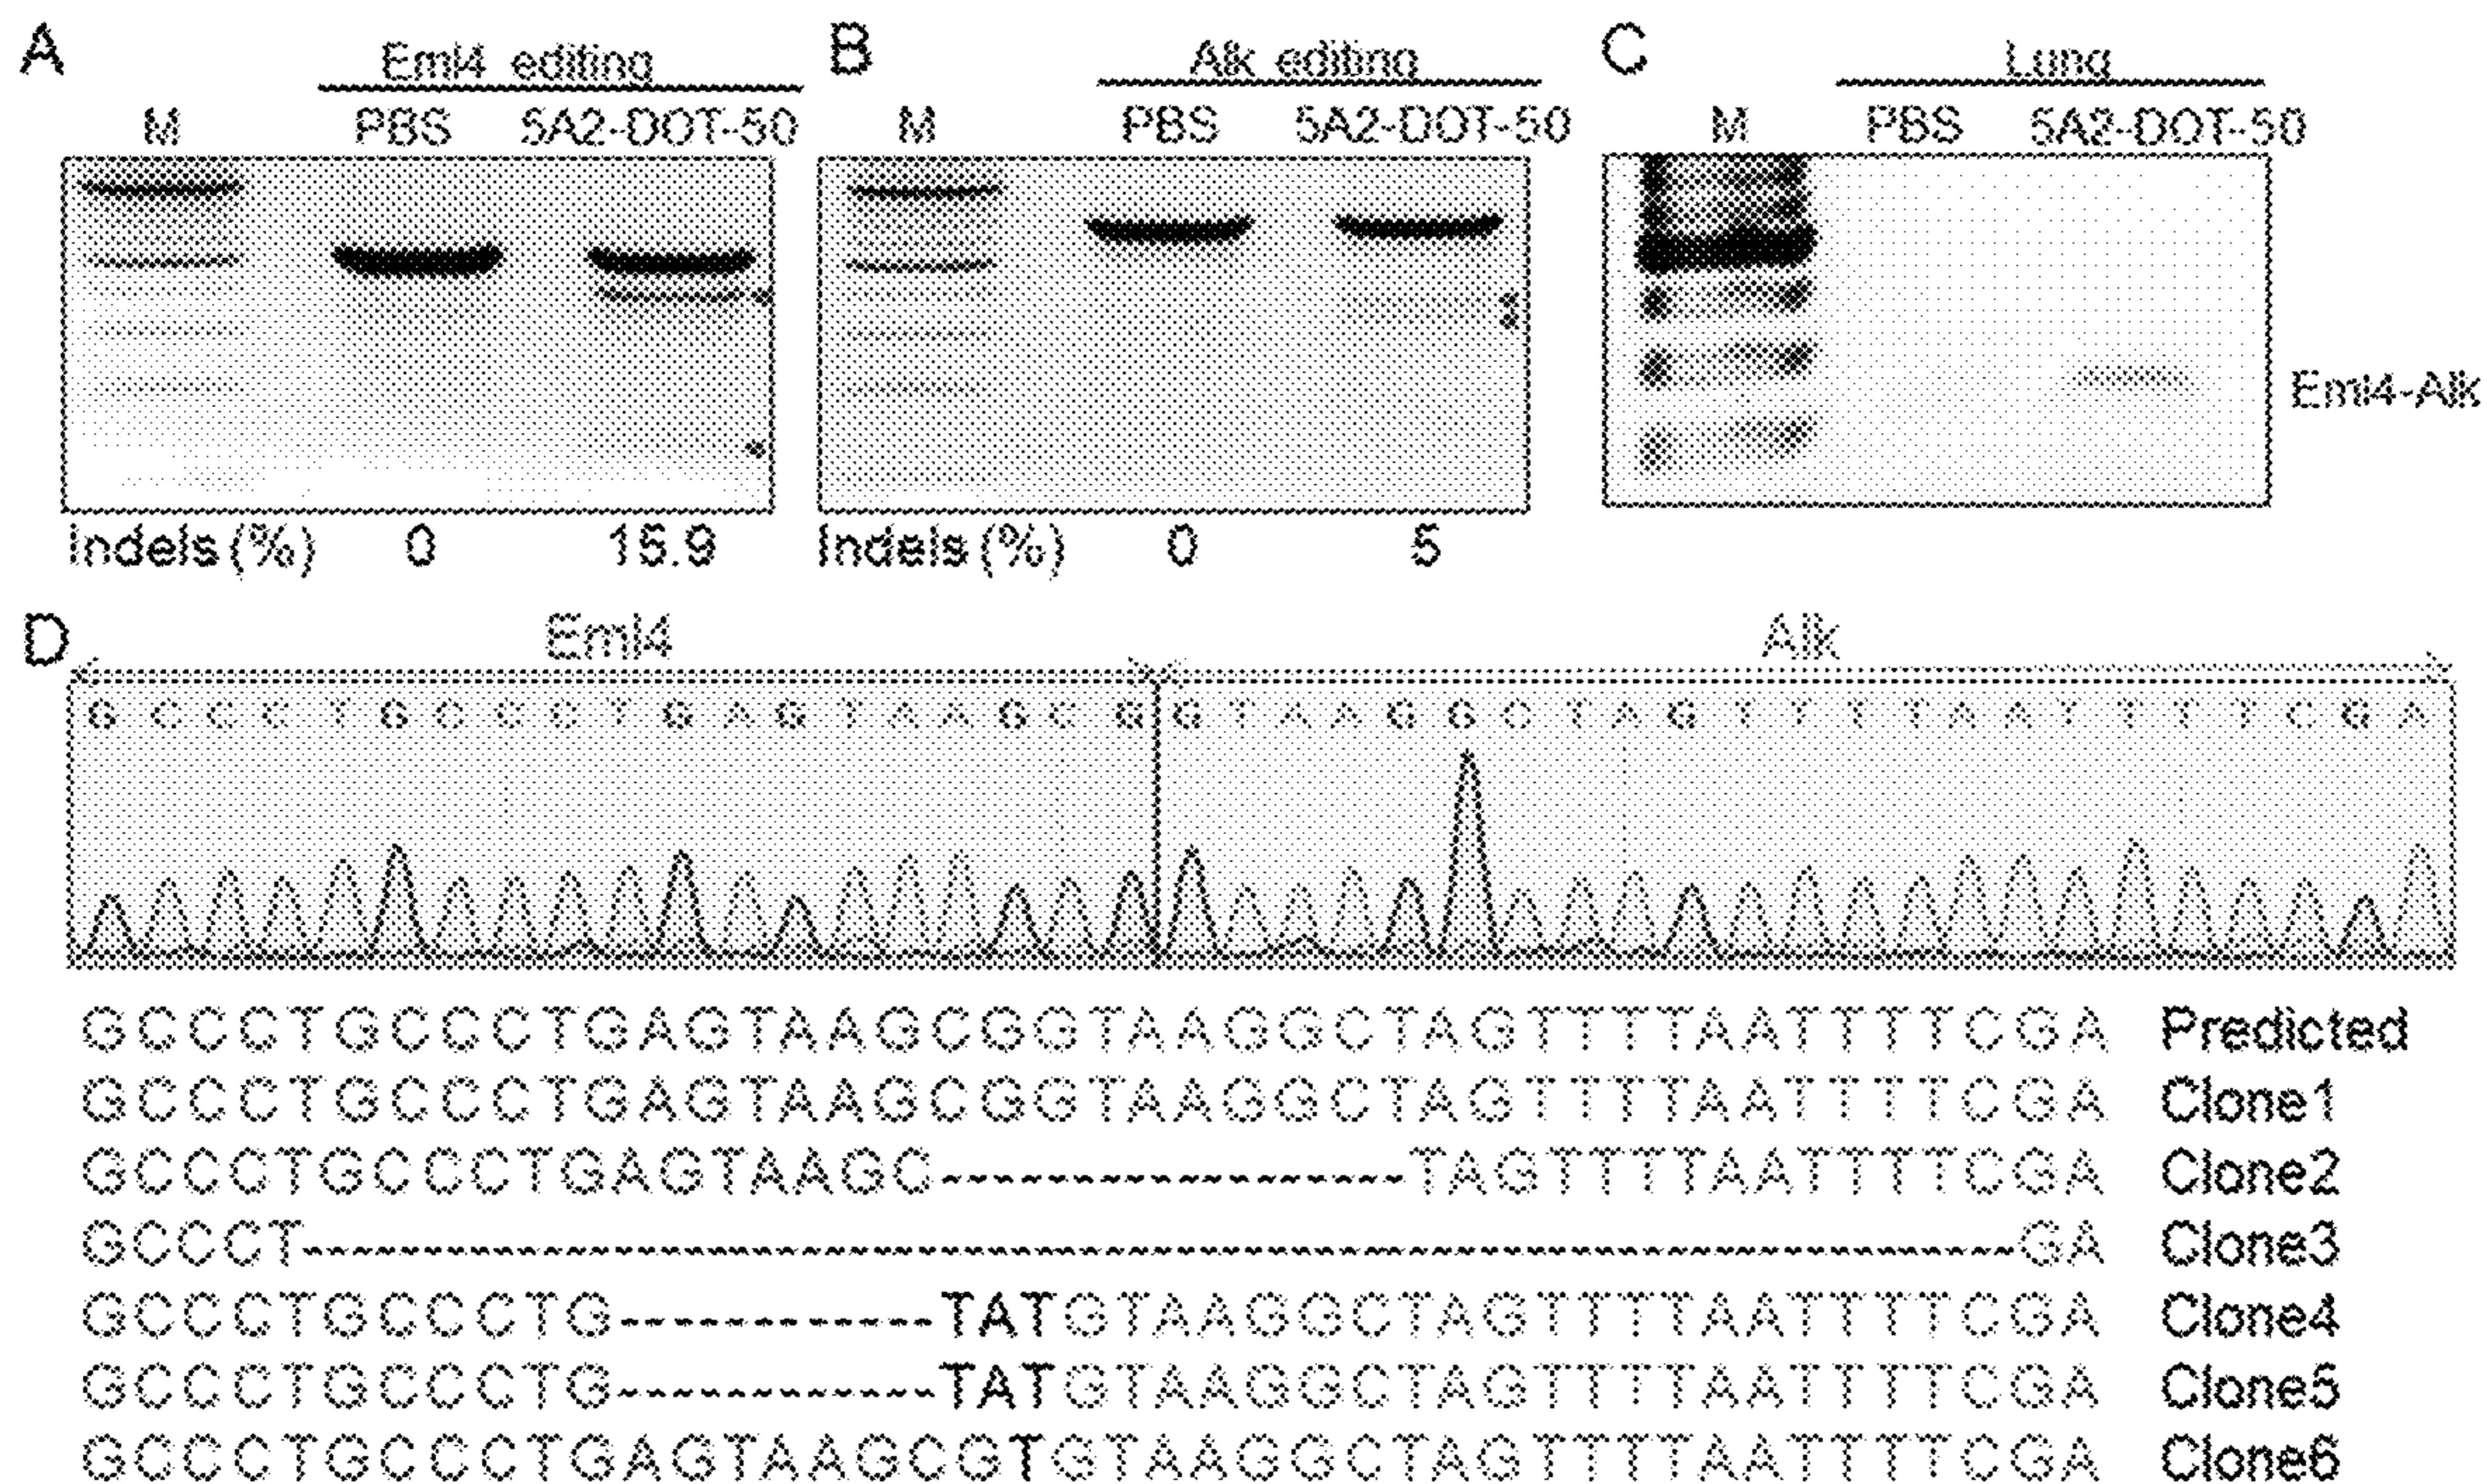 A Eml4 editing B Alk editing C Lung
M PBS 5A2-DOT-50 M PBS 5A2-DOT-50 M PBS 5A2-DOT-50
Eml4-Alk
Indels (%) 0 15.9 Indels (%) 0 5
D Eml4 Alk
G C C C T G C C C T G A G T A A G C G G T A A G G C T A G T T T T A A T T T T C G A
GCCCTGCCCTGAGTAAGCGGTAAGGCTAGTTTTAATTTTCGA Predicted
GCCCTGCCCTGAGTAAGCGGTAAGGCTAGTTTTAATTTTCGA Clone1
GCCCTGCCCTGAGTAAGC------------------TAGTTTTAATTTTCGA Clone2
GCCCT------------------------------------------------------------------GA Clone3
GCCCTGCCCTG------------TATGTAAGGCTAGTTTTAATTTTCGA Clone4
GCCCTGCCCTG------------TATGTAAGGCTAGTTTTAATTTTCGA Clone5
GCCCTGCCCTGAGTAAGCGTGTAAGGCTAGTTTTAATTTTCGA Clone6